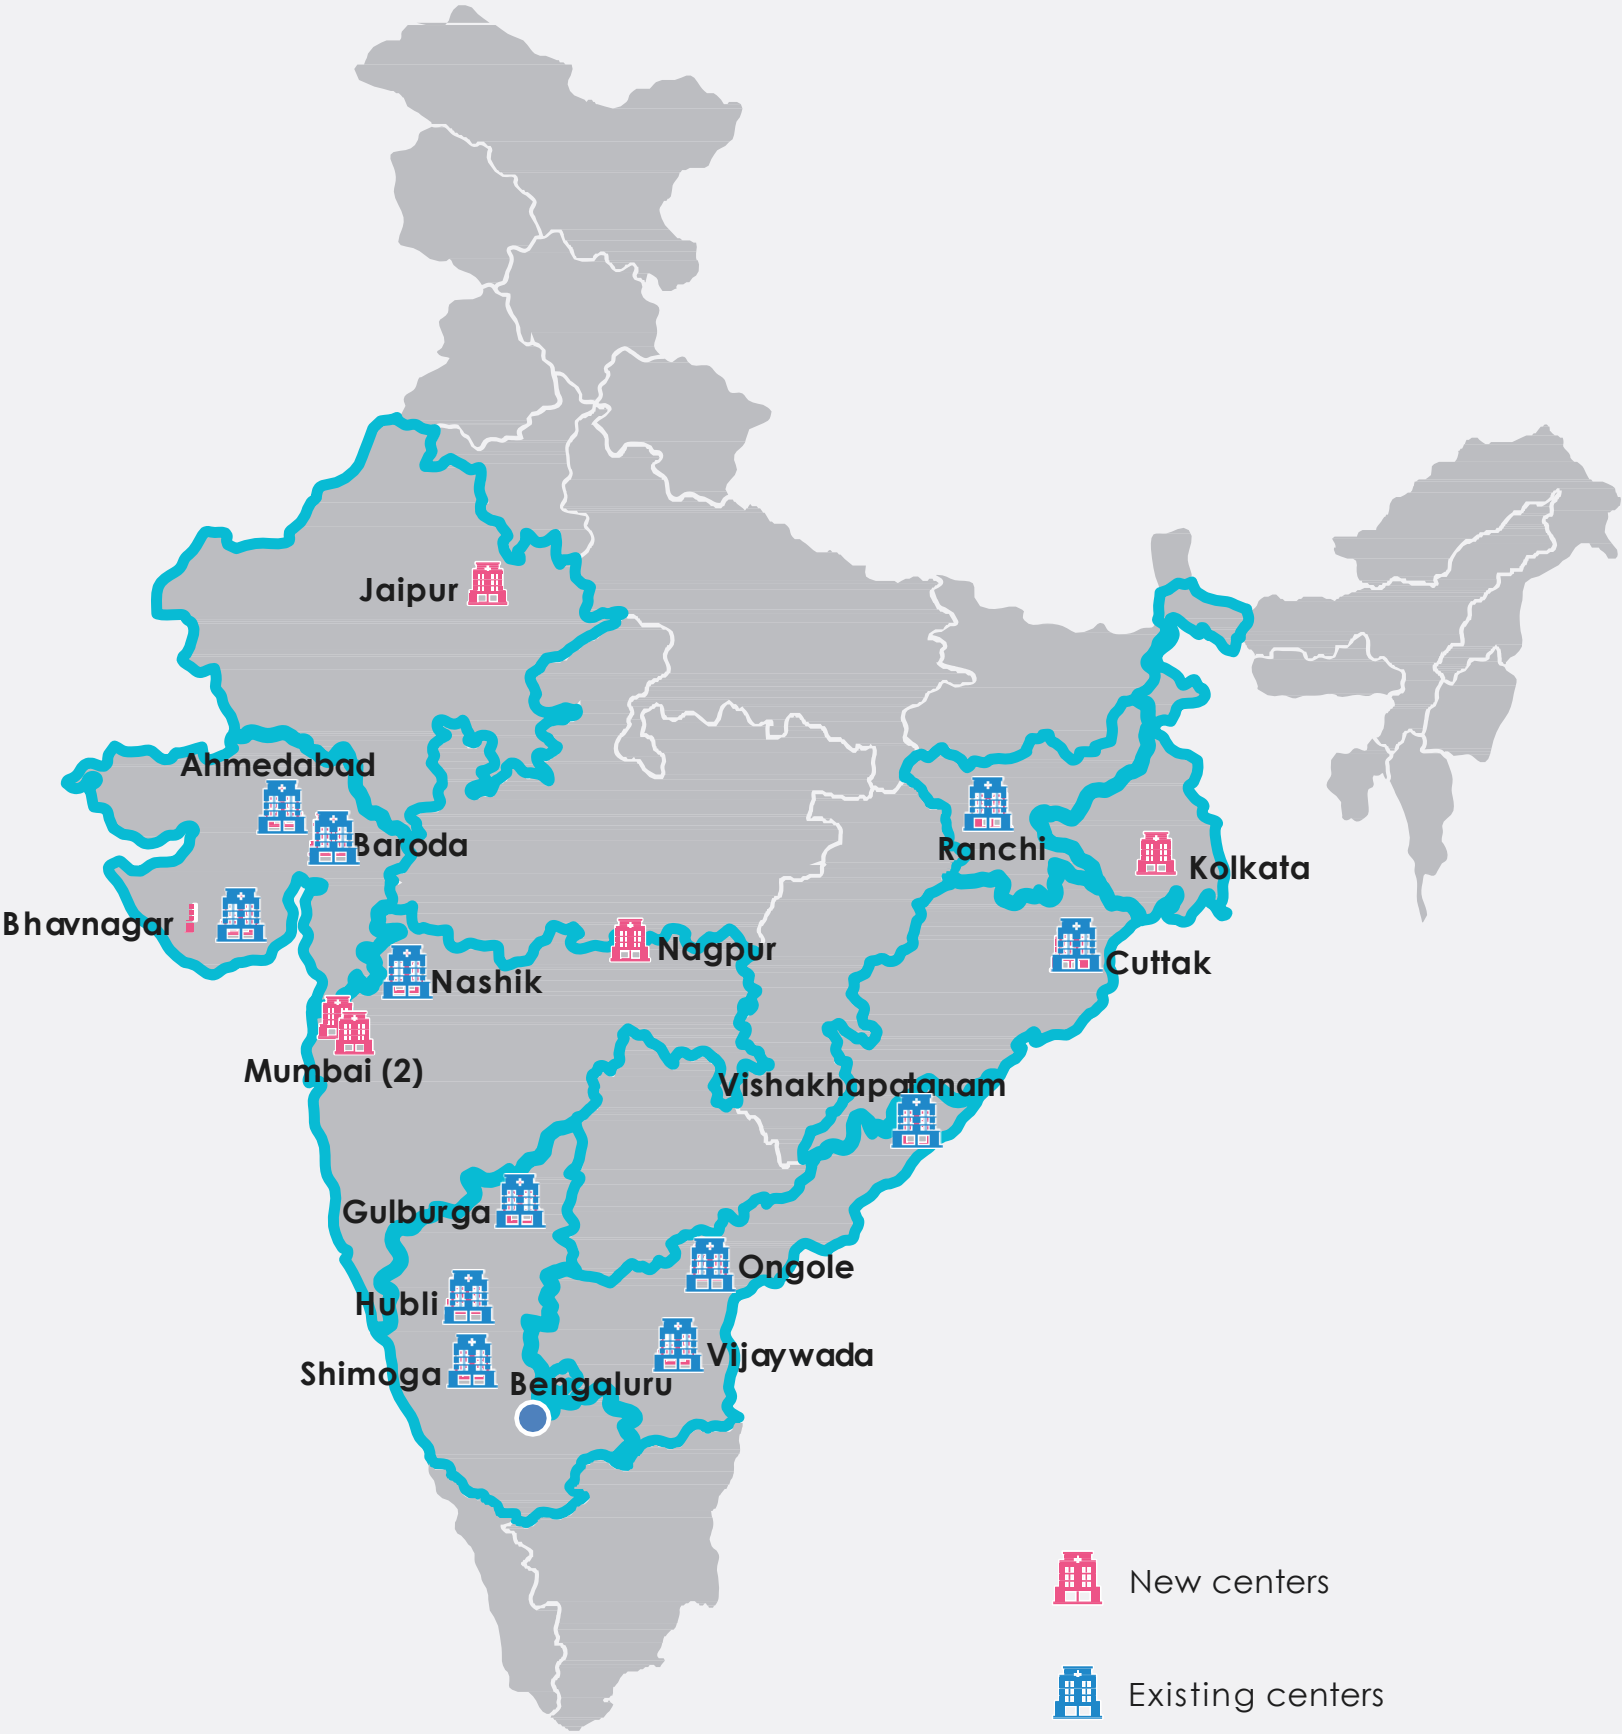 Jaipur
Ahmedabad
Baroda
Ranchi
Kolkata
Bhavnagar
Nagpur
Cuttak
Nashik
Mumbai (2)
Vishakhapatanam
Gulburga
Ongole
Hubli
Vijaywada
Shimoga
Bengaluru
New centers
Existing centers